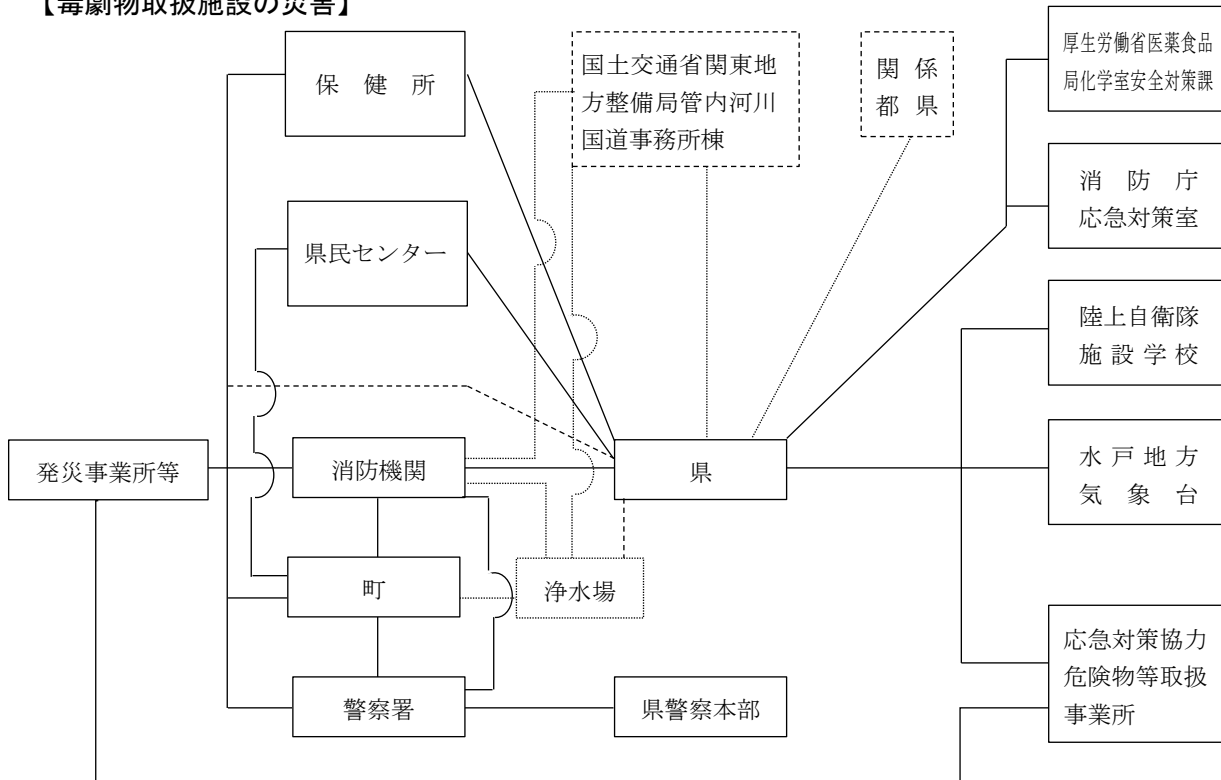 【毒劇物取扱施設の災害】
保健所
国土交通省関東地
方整備局管内河川
国道事務所棟
関係
都県
厚生労働省医薬食品
局化学室安全対策課
消防庁
応急対策室
県民センター
陸上自衛隊
施設学校
発災事業所等
消防機関
県
水戸地方
気象台
町
浄水場
応急対策協力
危険物等取扱
事業所
警察署
県警察本部